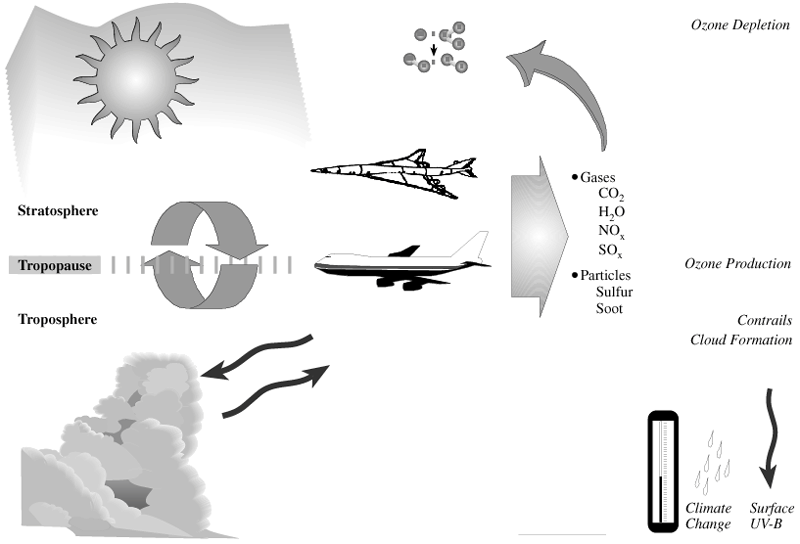 Ozone Depletion
• Gases
CO₂
H₂O
NOₓ
SOₓ
Stratosphere
Tropopause
Ozone Production
• Particles
Sulfur
Soot
Troposphere
Contrails
Cloud Formation
Climate
Change
Surface
UV-B